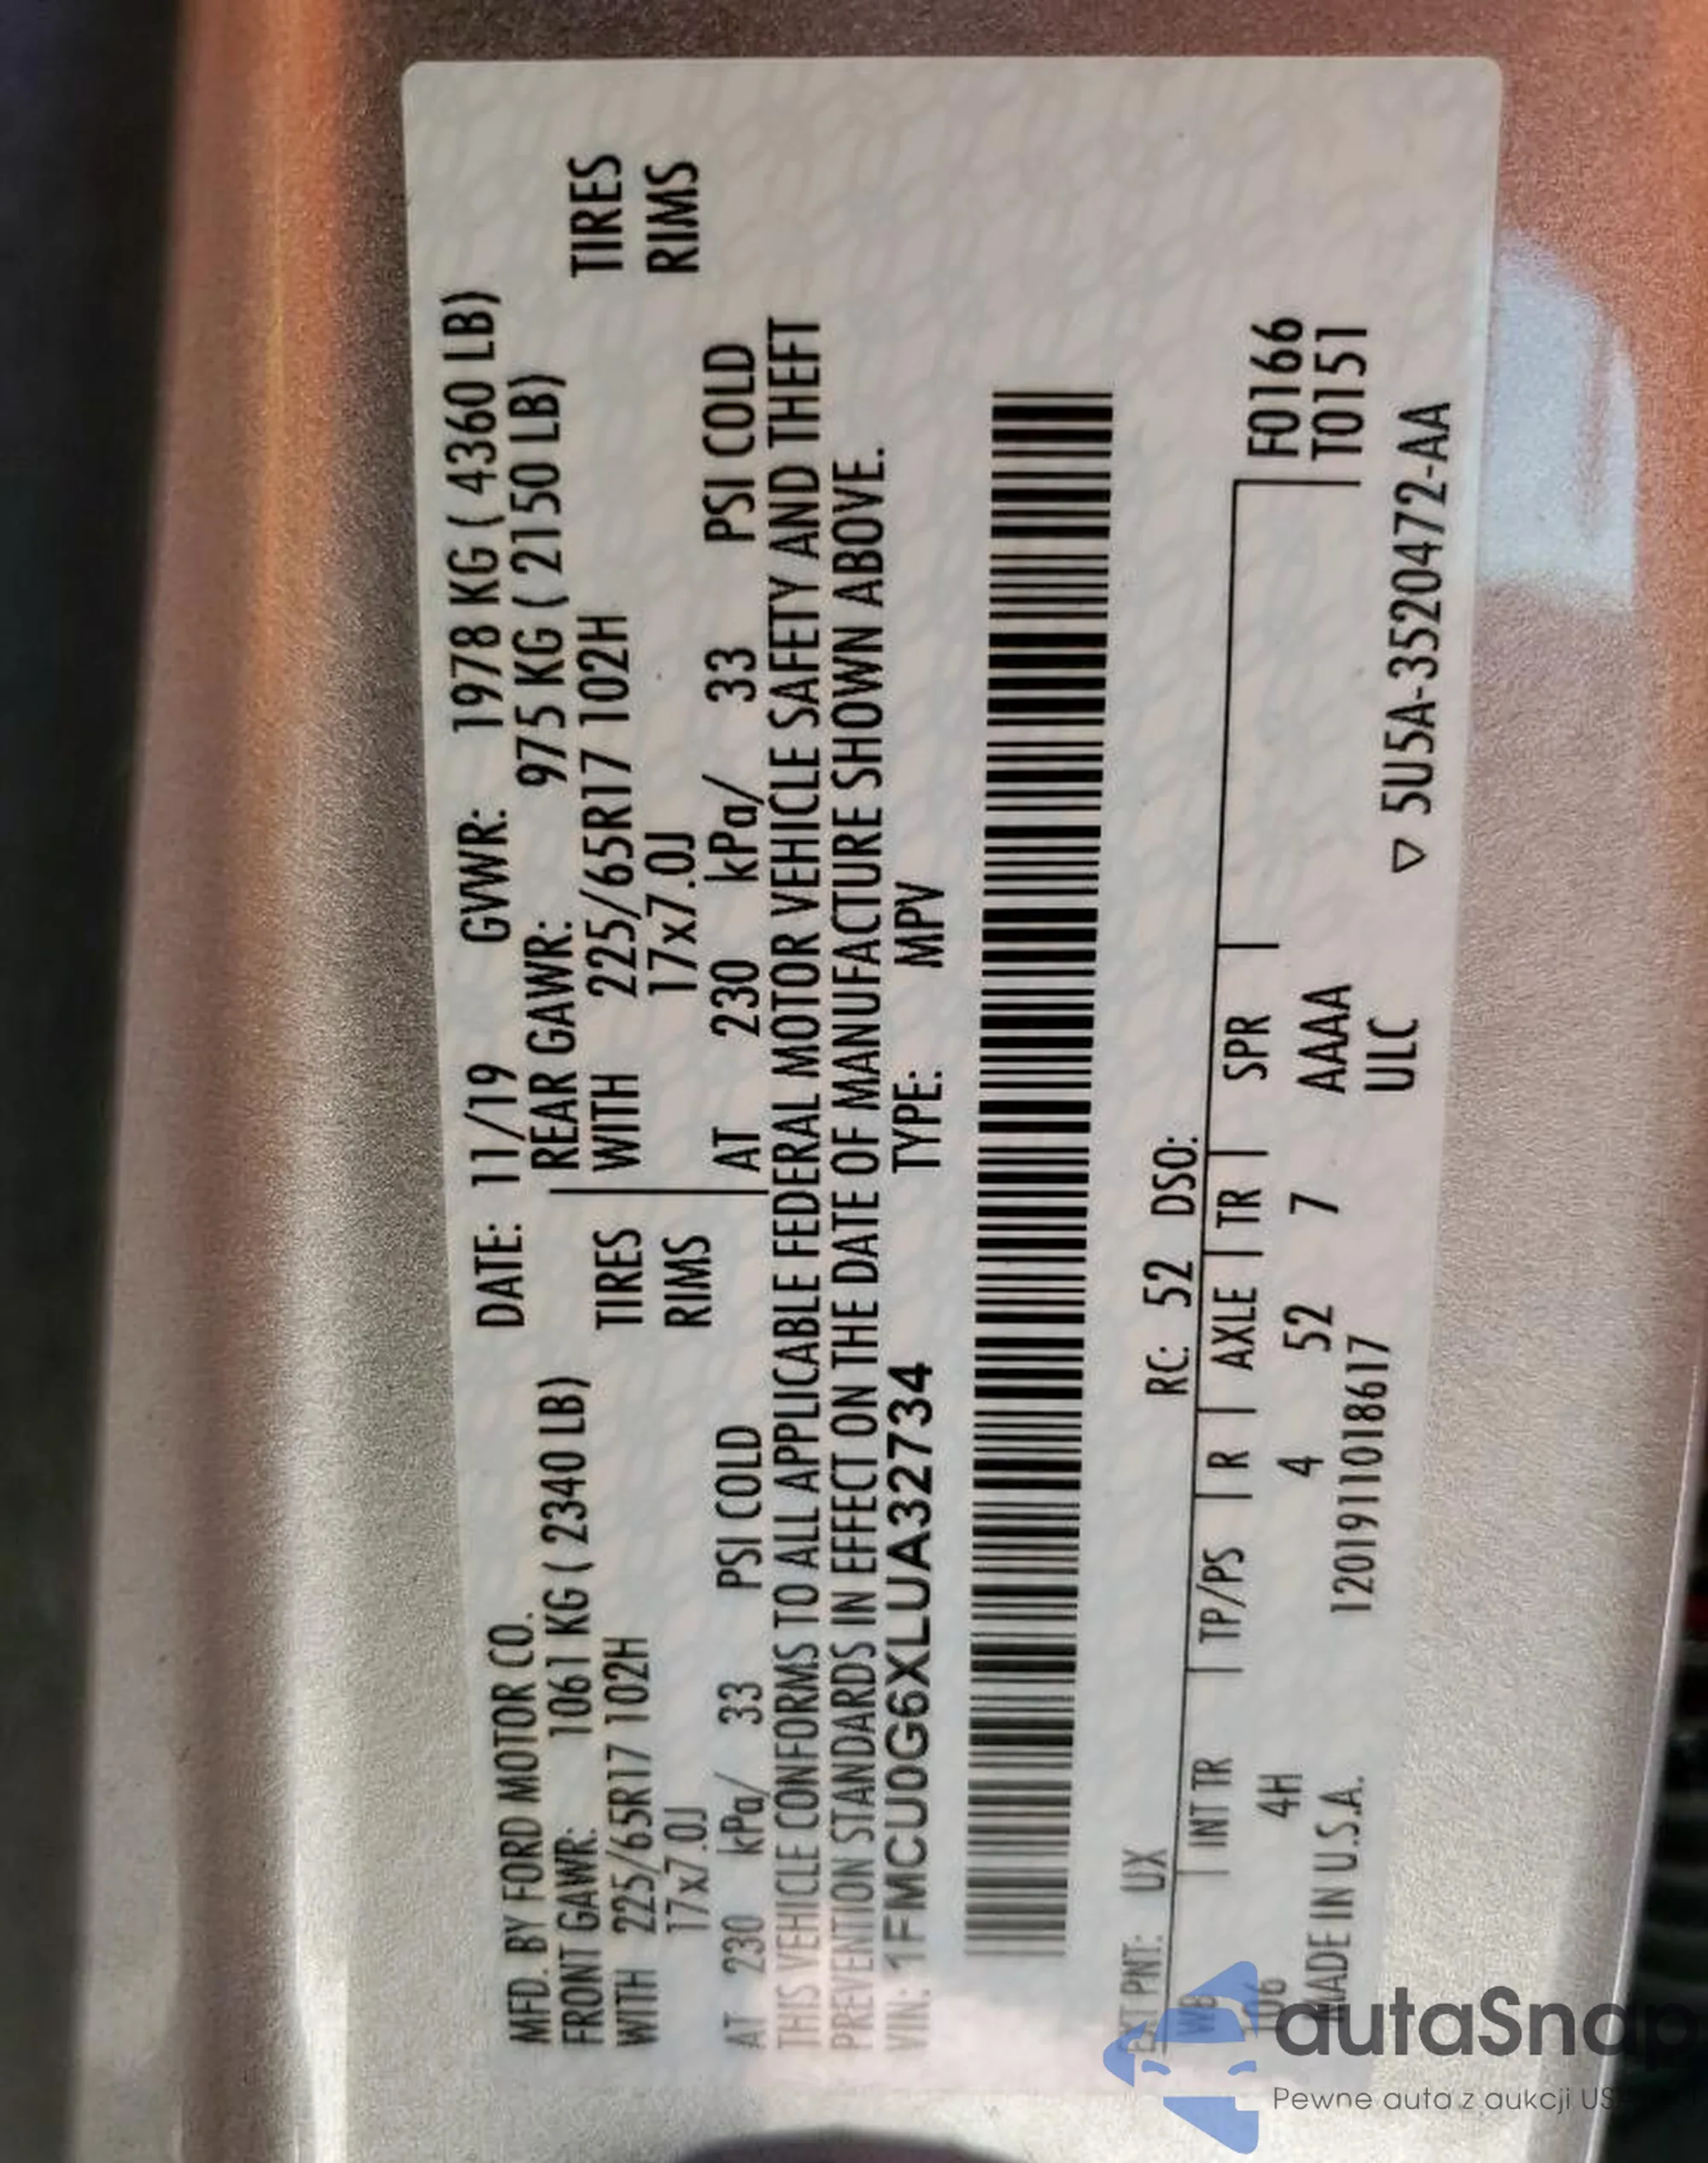 MFD. BY FORD MOTOR CO. DATE: 11/19 GVWR: 1978 KG ( 4360 LB)
FRONT GAWR: 1061 KG ( 2340 LB) REAR GAWR: 975 KG ( 2150 LB)
WITH 225/65R17 102H TIRES WITH 225/65R17 102H TIRES
17x7.0J RIMS 17x7.0J RIMS
AT 230 kPa/ 33 PSI COLD AT 230 kPa/ 33 PSI COLD
THIS VEHICLE CONFORMS TO ALL APPLICABLE FEDERAL MOTOR VEHICLE SAFETY AND THEFT
PREVENTION STANDARDS IN EFFECT ON THE DATE OF MANUFACTURE SHOWN ABOVE.
VIN: 1FMCU0G6XLUA32734 TYPE: MPV
EXT PNT: UX RC: 52 DSO:
WB INT TR TP/PS R AXLE TR SPR F0166
106 4H 4 52 7 AAAA T0151
MADE IN U.S.A. 1201911018617 ULC
▽ 5U5A-3520472-AA
autaSnap
Pewne auta z aukcji US